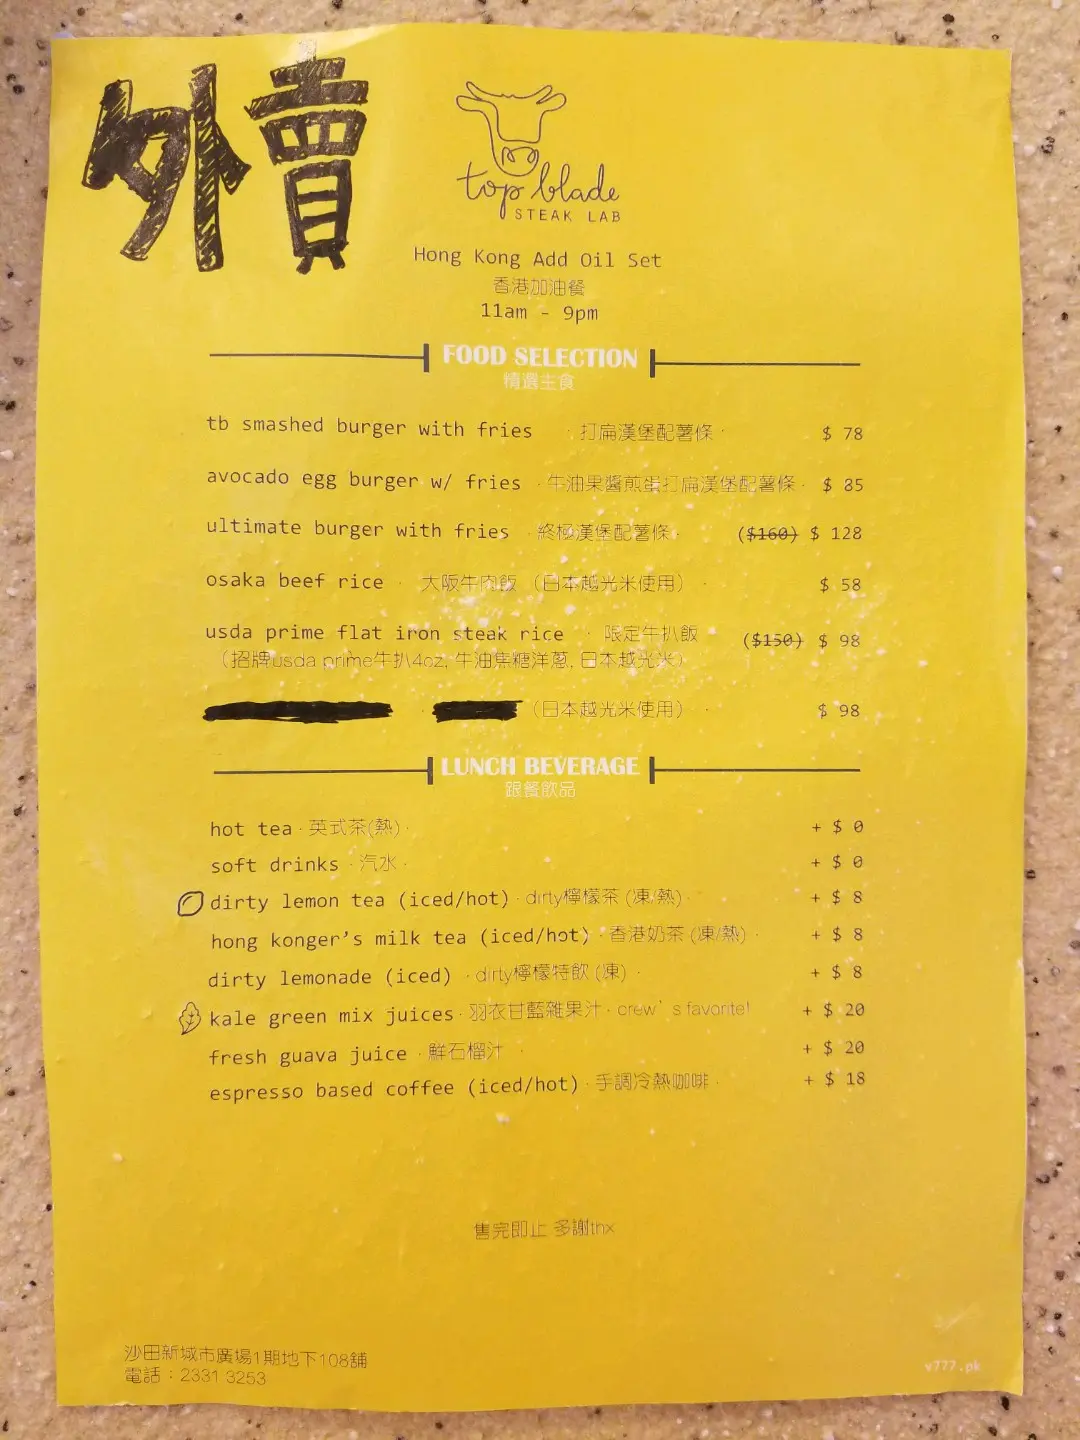 外賣
top blade
STEAK LAB
Hong Kong Add Oil Set
香港加油餐
11am - 9pm
FOOD SELECTION
精選主食
tb smashed burger with fries · 打扁漢堡配薯條 · $ 78
avocado egg burger w/ fries · 牛油果醬煎蛋打扁漢堡配薯條 · $ 85
ultimate burger with fries · 終極漢堡配薯條 · ($160) $ 128
osaka beef rice · 大阪牛肉飯 (日本越光米使用) · $ 58
usda prime flat iron steak rice · 限定牛扒飯 ($150) $ 98
(招牌usda prime牛扒4oz, 牛油焦糖洋蔥, 日本越光米)
· (日本越光米使用) · $ 98
LUNCH BEVERAGE
跟餐飲品
hot tea · 英式茶(熱) · + $ 0
soft drinks · 汽水 · + $ 0
dirty lemon tea (iced/hot) · dirty檸檬茶 (凍/熱) · + $ 8
hong konger's milk tea (iced/hot) · 香港奶茶 (凍/熱) · + $ 8
dirty lemonade (iced) · dirty檸檬特飲 (凍) · + $ 8
kale green mix juices · 羽衣甘藍雜果汁 · crew's favorite! + $ 20
fresh guava juice · 鮮石榴汁 · + $ 20
espresso based coffee (iced/hot) · 手調冷熱咖啡 · + $ 18
售完即止 多謝thx
沙田新城市廣場1期地下108舖
電話：2331 3253
v777.pk